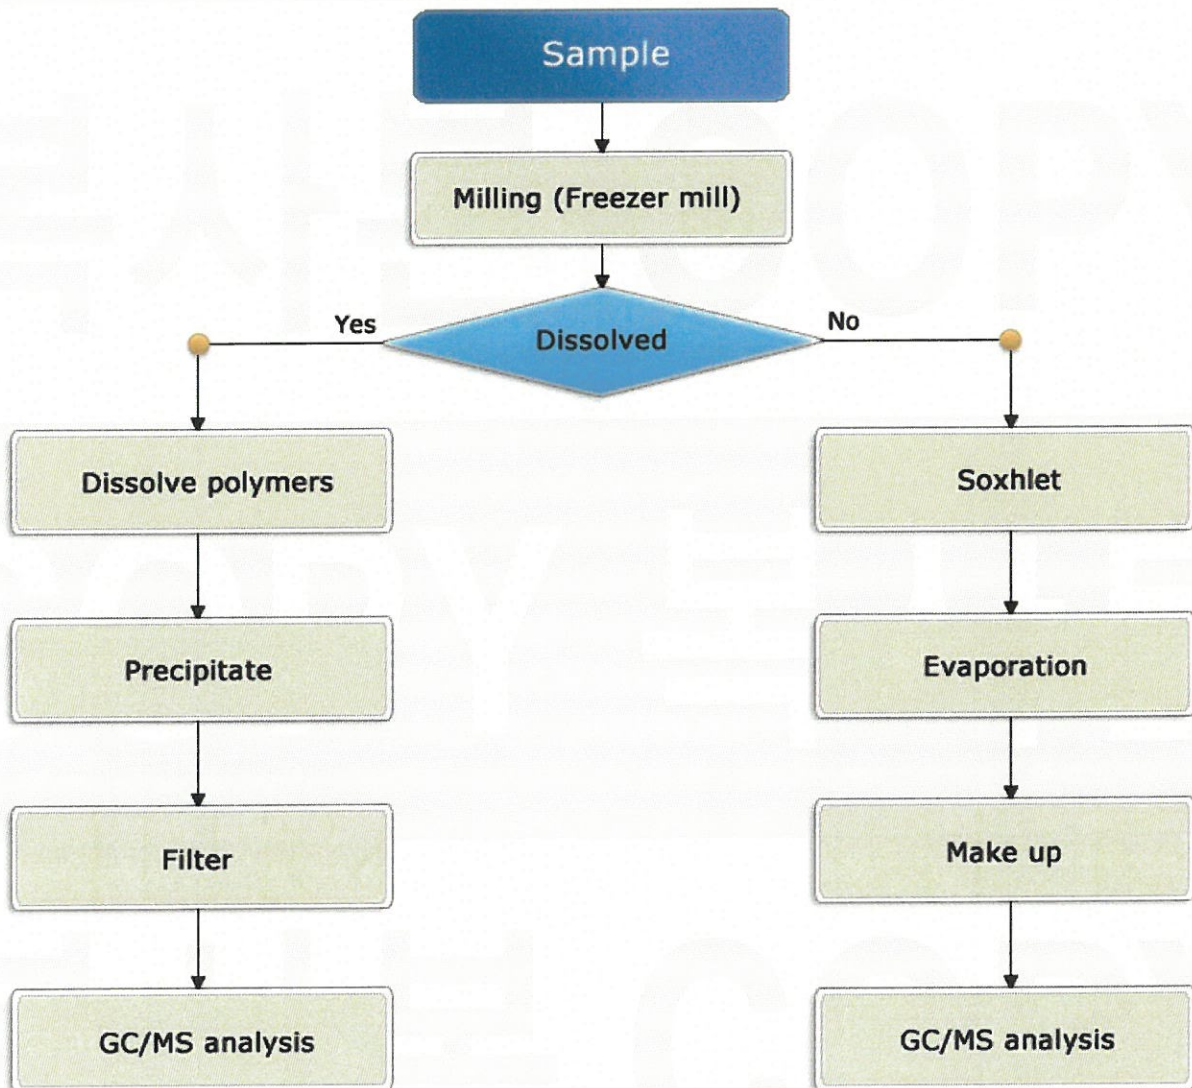 Sample
Milling (Freezer mill)
Yes
Dissolved
No
Dissolve polymers
Soxhlet
Precipitate
Evaporation
Filter
Make up
GC/MS analysis
GC/MS analysis